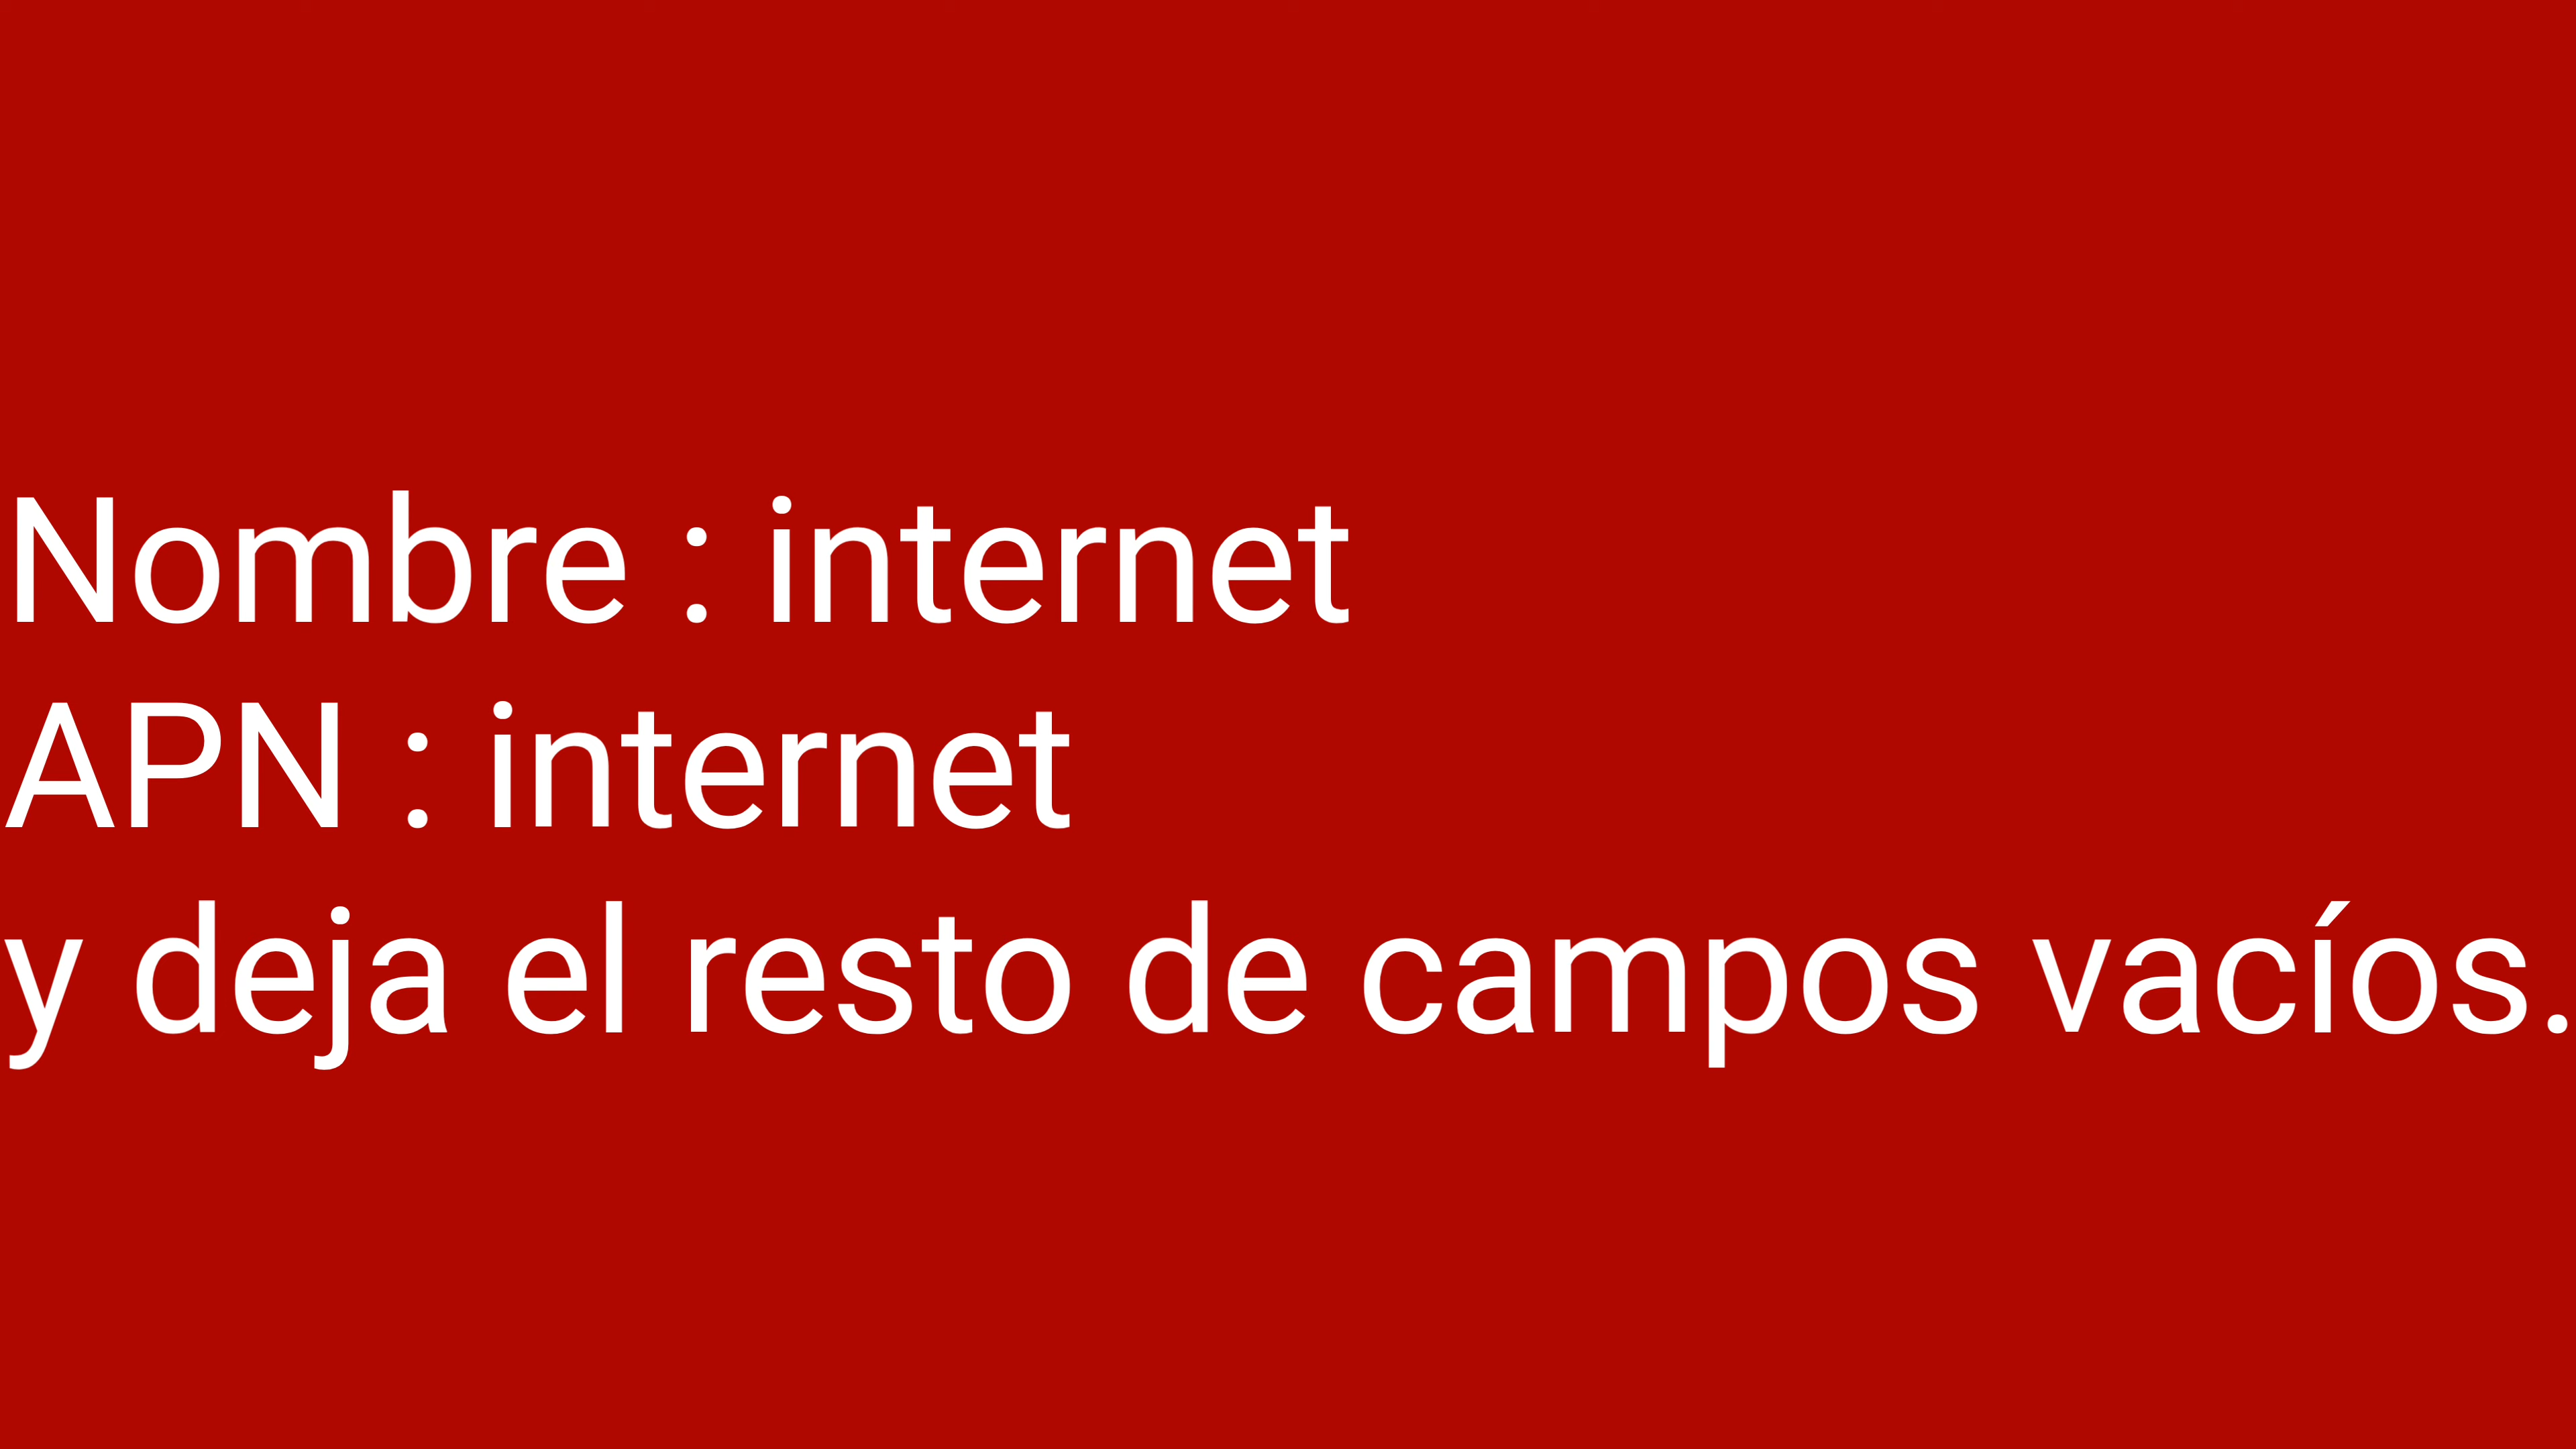 Nombre : internet
APN : internet
y deja el resto de campos vacíos.